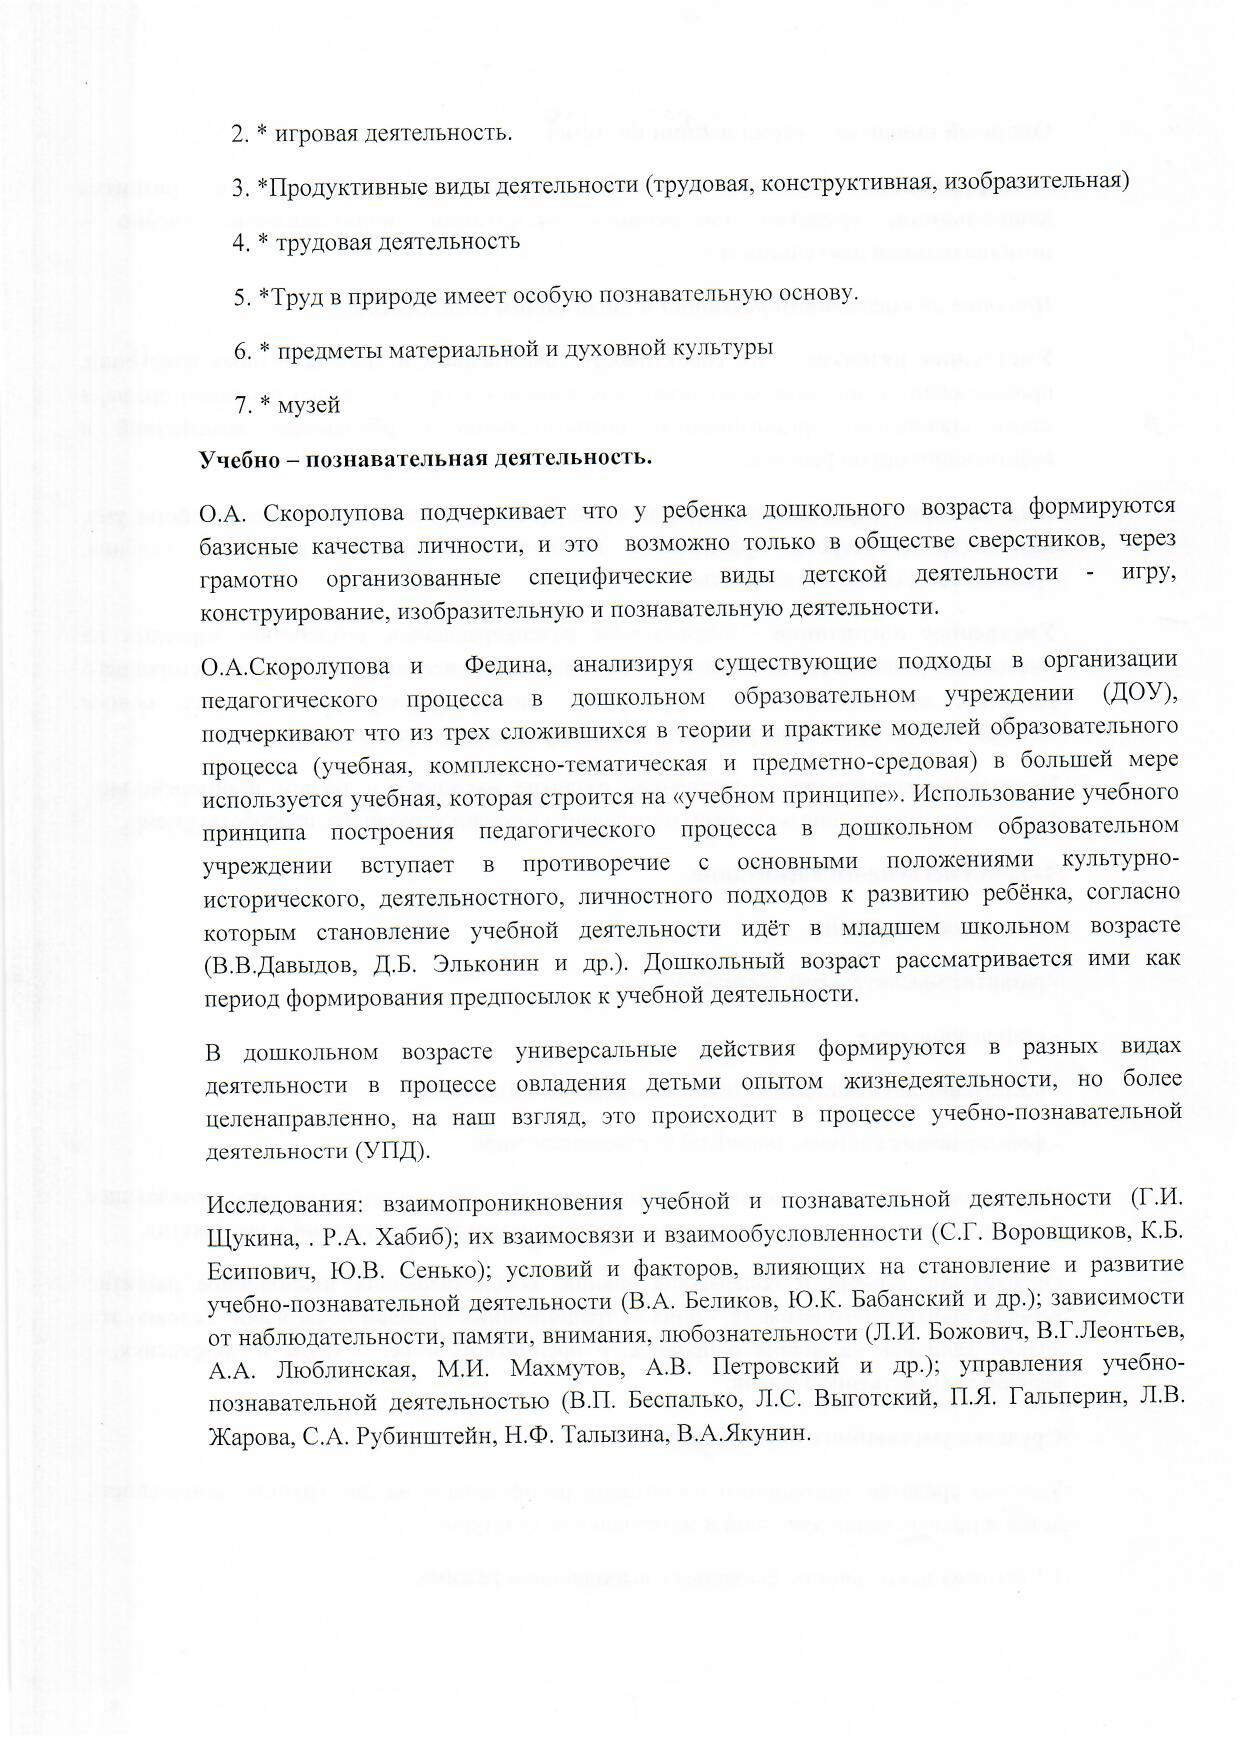 2. * игровая деятельность.
3. *Продуктивные виды деятельности (трудовая, конструктивная, изобразительная)
4. * трудовая деятельность
5. *Труд в природе имеет особую познавательную основу.
6. * предметы материальной и духовной культуры
7. * музей
Учебно – познавательная деятельность.
О.А. Скоролупова подчеркивает что у ребенка дошкольного возраста формируются
базисные качества личности, и это возможно только в обществе сверстников, через
грамотно организованные специфические виды детской деятельности - игру,
конструирование, изобразительную и познавательную деятельности.
О.А.Скоролупова и Федина, анализируя существующие подходы в организации
педагогического процесса в дошкольном образовательном учреждении (ДОУ),
подчеркивают что из трех сложившихся в теории и практике моделей образовательного
процесса (учебная, комплексно-тематическая и предметно-средовая) в большей мере
используется учебная, которая строится на «учебном принципе». Использование учебного
принципа построения педагогического процесса в дошкольном образовательном
учреждении вступает в противоречие с основными положениями культурно-
исторического, деятельностного, личностного подходов к развитию ребёнка, согласно
которым становление учебной деятельности идёт в младшем школьном возрасте
(В.В.Давыдов, Д.Б. Эльконин и др.). Дошкольный возраст рассматривается ими как
период формирования предпосылок к учебной деятельности.
В дошкольном возрасте универсальные действия формируются в разных видах
деятельности в процессе овладения детьми опытом жизнедеятельности, но более
целенаправленно, на наш взгляд, это происходит в процессе учебно-познавательной
деятельности (УПД).
Исследования: взаимопроникновения учебной и познавательной деятельности (Г.И.
Щукина, . Р.А. Хабиб); их взаимосвязи и взаимообусловленности (С.Г. Воровщиков, К.Б.
Есипович, Ю.В. Сенько); условий и факторов, влияющих на становление и развитие
учебно-познавательной деятельности (В.А. Беликов, Ю.К. Бабанский и др.); зависимости
от наблюдательности, памяти, внимания, любознательности (Л.И. Божович, В.Г.Леонтьев,
А.А. Люблинская, М.И. Махмутов, А.В. Петровский и др.); управления учебно-
познавательной деятельностью (В.П. Беспалько, Л.С. Выготский, П.Я. Гальперин, Л.В.
Жарова, С.А. Рубинштейн, Н.Ф. Талызина, В.А.Якунин.